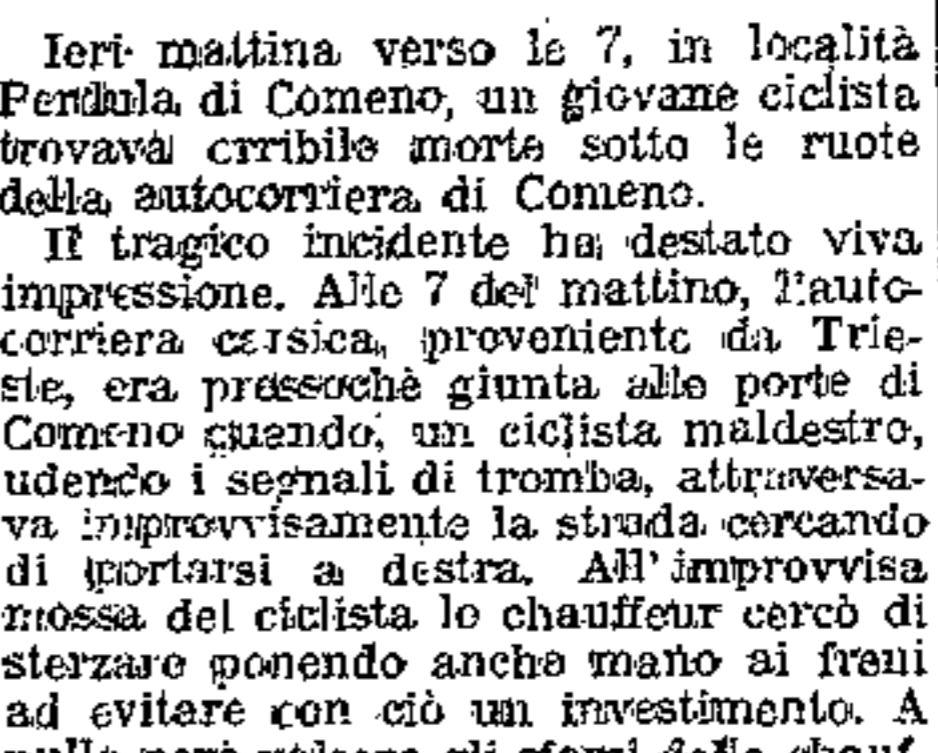 Ieri mattina verso le 7, in località
Pendula di Comeno, un giovane ciclista
trovava orribile morte sotto le ruote
della autocorriera di Comeno.
Il tragico incidente ha destato viva
impressione. Alle 7 del mattino, l'auto-
corriera carsica, proveniente da Trie-
ste, era pressochè giunta alle porte di
Comeno quando, un ciclista maldestro,
udendo i segnali di tromba, attraversa-
va improvvisamente la strada cercando
di portarsi a destra. All'improvvisa
mossa del ciclista lo chauffeur cercò di
sterzare ponendo anche mano ai freni
ad evitare con ciò un investimento. A